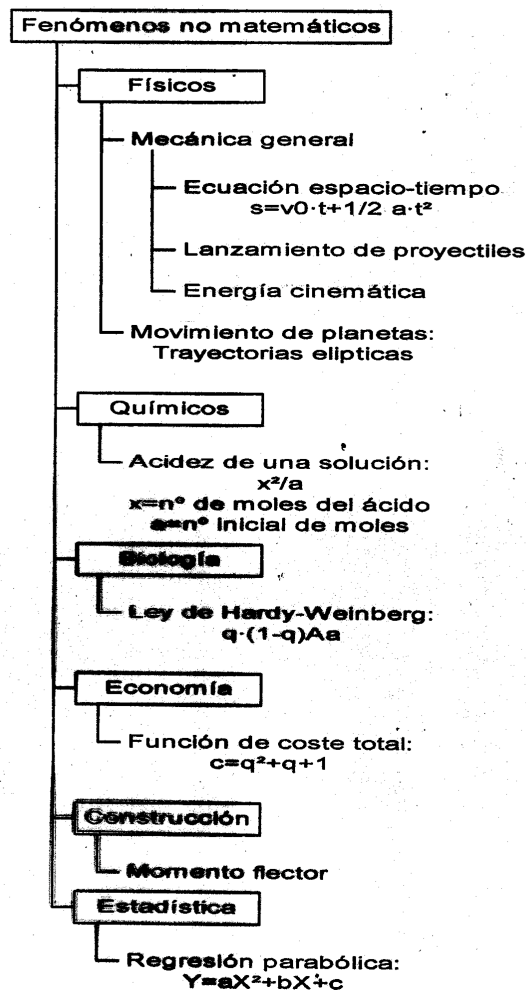 Fenómenos no matemáticos
Físicos
Mecánica general
Ecuación espacio-tiempo
s=v0·t+1/2 a·t²
Lanzamiento de proyectiles
Energía cinemática
Movimiento de planetas:
Trayectorias elipticas
Químicos
Acidez de una solución:
x²/a
x=nº de moles del ácido
a=nº inicial de moles
Biología
Ley de Hardy-Weinberg:
q·(1-q)Aa
Economía
Función de coste total:
c=q²+q+1
Construcción
Momento flector
Estadística
Regresión parabólica:
Y=aX²+bX+c